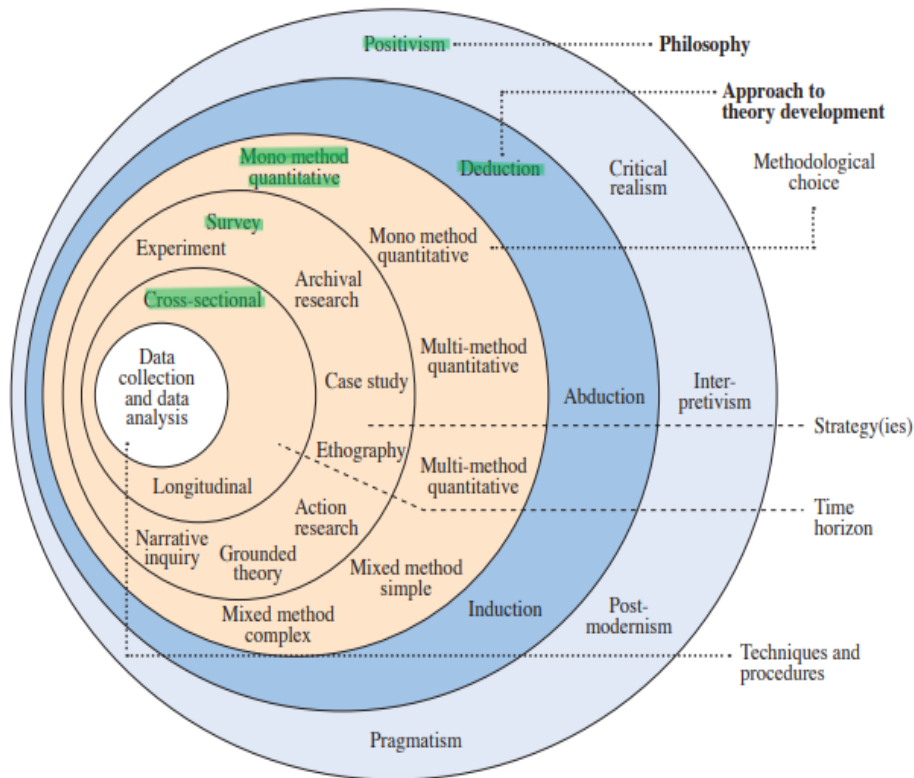 Positivism
Philosophy
Approach to
theory development
Mono method
quantitative
Deduction
Critical
realism
Methodological
choice
Survey
Experiment
Mono method
quantitative
Archival
research
Cross-sectional
Data
collection
and data
analysis
Multi-method
quantitative
Case study
Abduction
Inter-
pretivism
Strategy(ies)
Ethography
Multi-method
quantitative
Longitudinal
Time
horizon
Action
research
Narrative
inquiry
Grounded
theory
Mixed method
simple
Mixed method
complex
Induction
Post-
modernism
Techniques and
procedures
Pragmatism